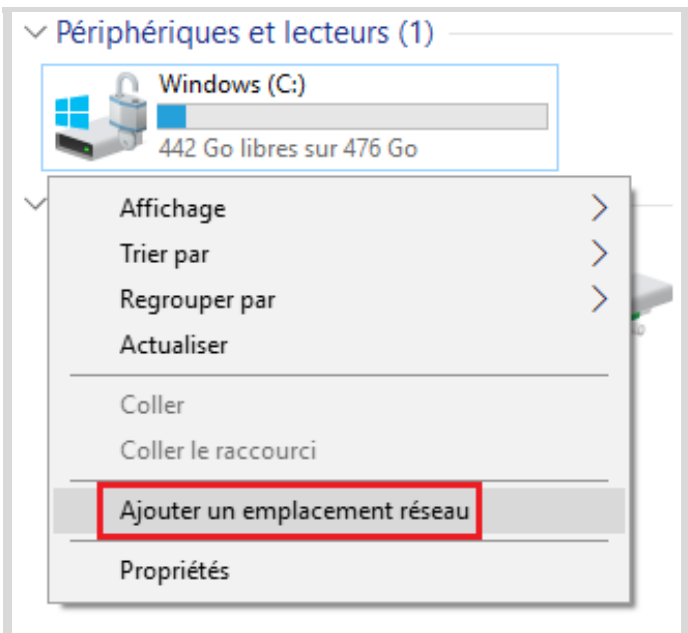 Périphériques et lecteurs (1)
Windows (C:)
442 Go libres sur 476 Go
Affichage
Trier par
Regrouper par
Actualiser
Coller
Coller le raccourci
Ajouter un emplacement réseau
Propriétés